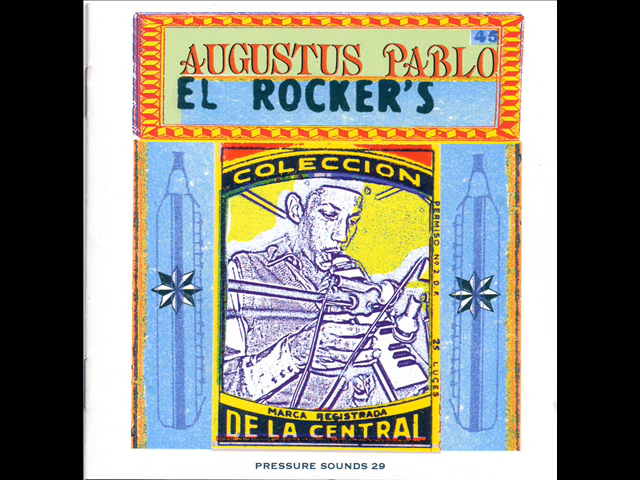 45
AUGUSTUS PABLO
EL ROCKER'S
COLECCION
PERMISO Nº 2 D.F.
25 LUCES
MARCA REGISTRADA
DE LA CENTRAL
PRESSURE SOUNDS 29